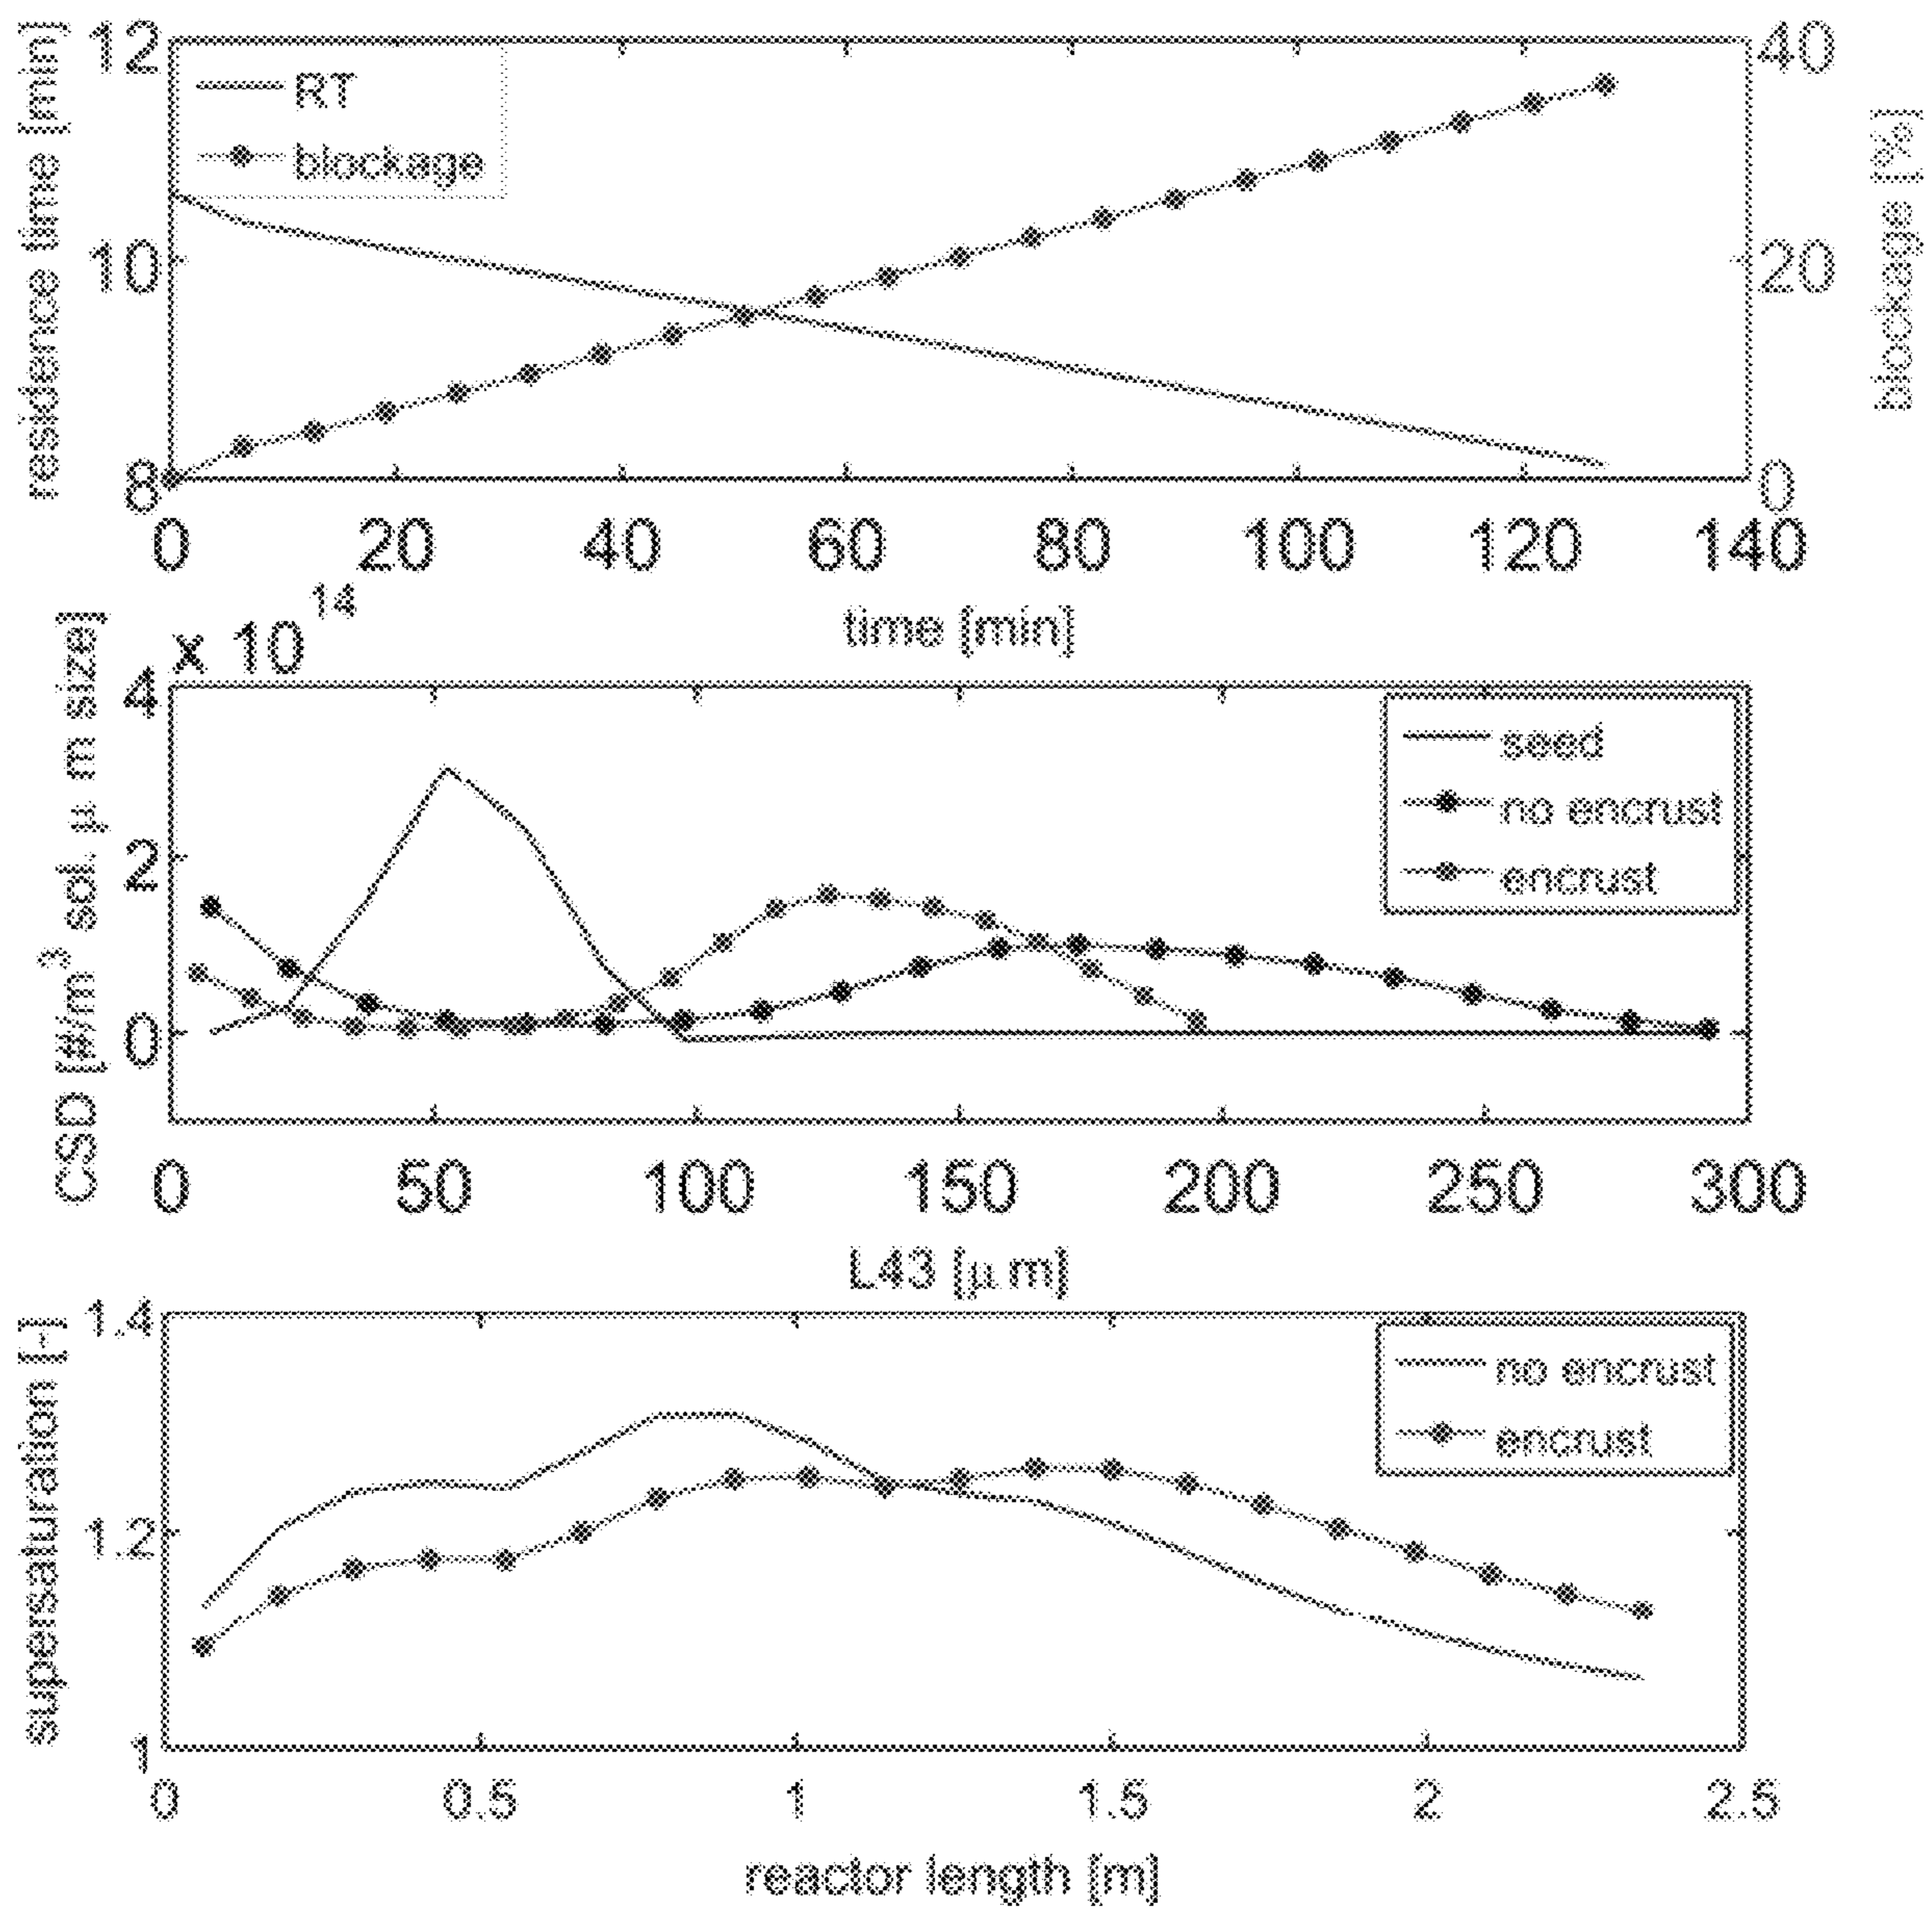 residence time [min]
12
10
8
RT
blockage
40
20
0
blockage [%]
0 20 40 60 80 100 120 140
time [min]
x 10 14
CSD [#/m3 sol. μ m size]
4
2
0
seed
no encrust
encrust
0 50 100 150 200 250 300
L43 [μ m]
supersaturation [-]
1.4
1.2
1
no encrust
encrust
0 0.5 1 1.5 2 2.5
reactor length [m]